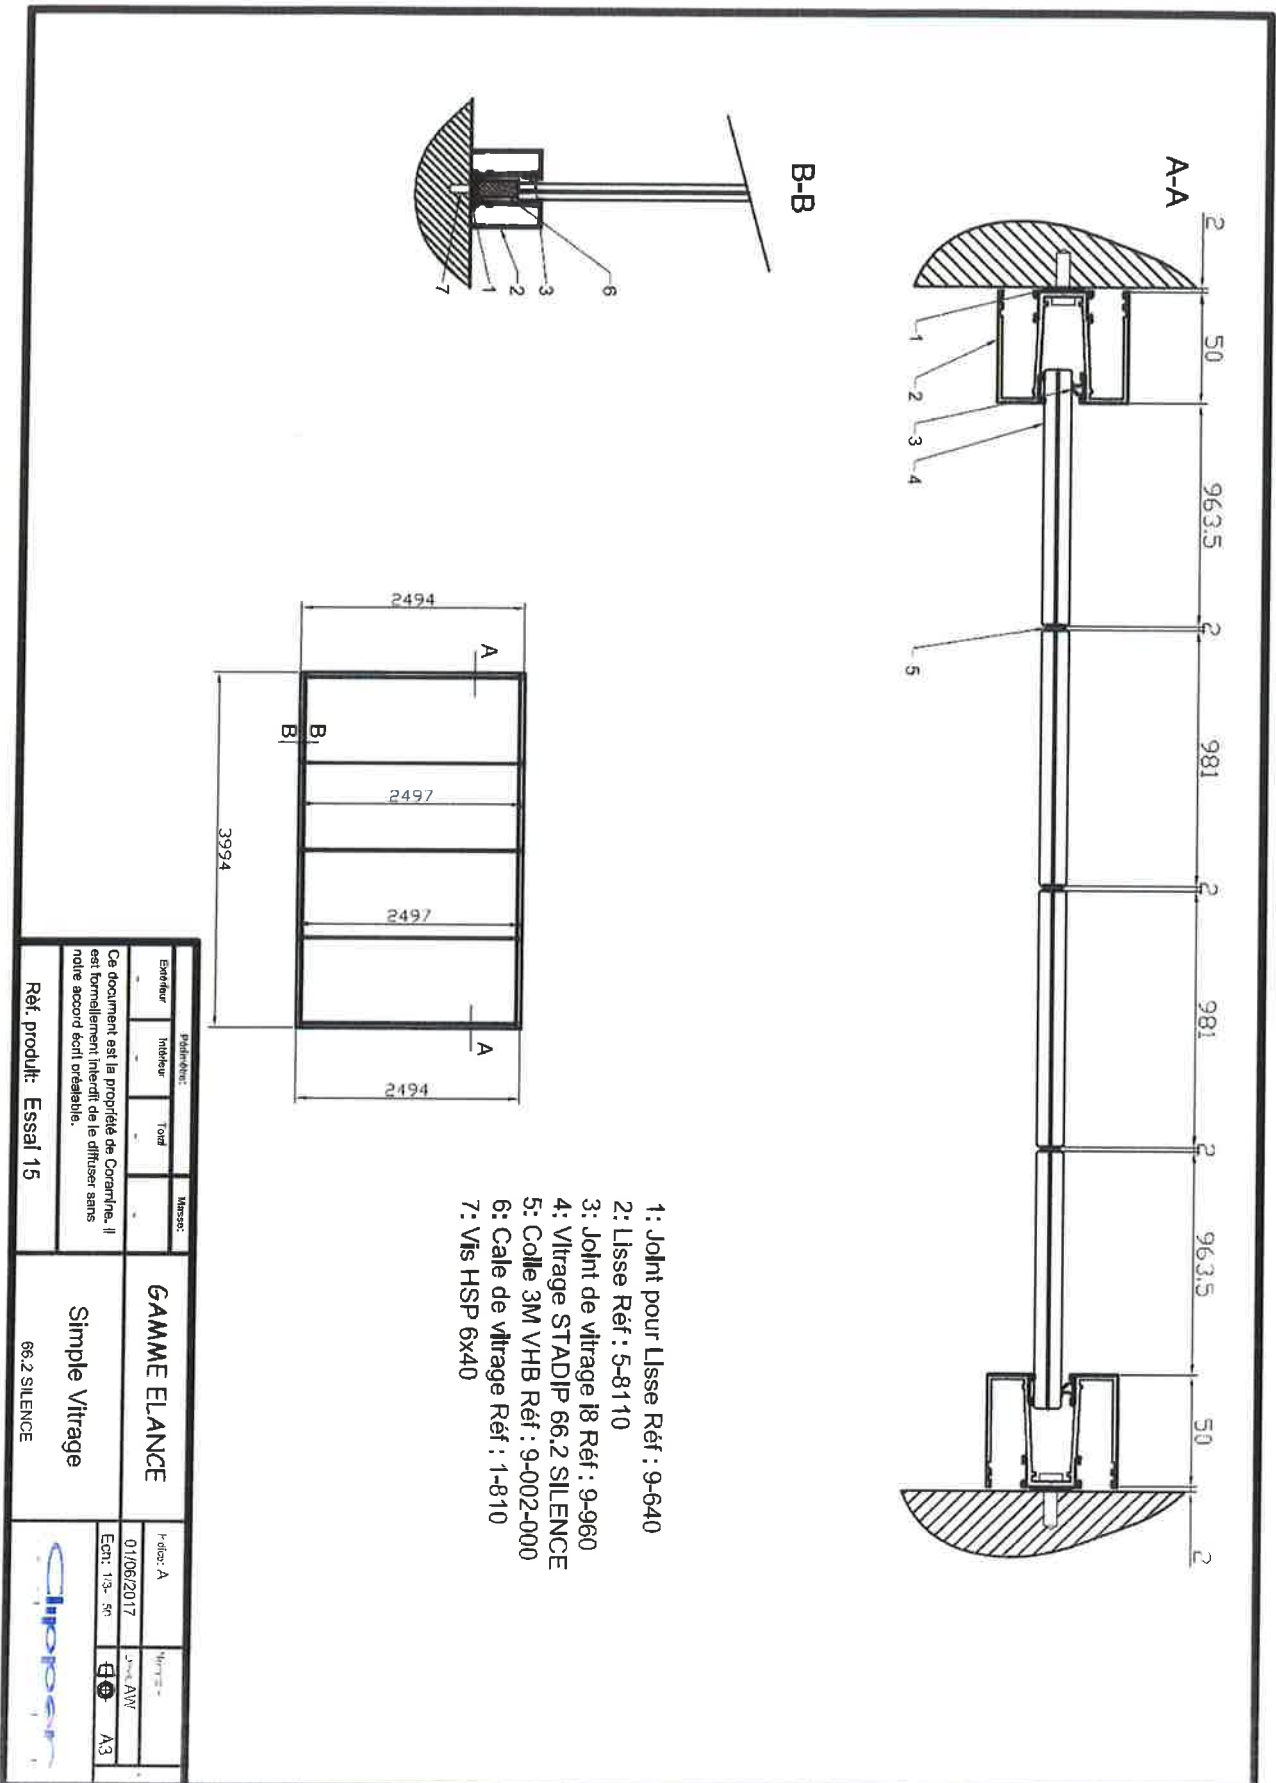 A-A
2
50
963.5
2
981
2
981
2
963.5
50
2
1
2
3
4
5
B-B
6
3
2
1
7
2494
A
B
B
2497
2497
3994
A
2494
1: Joint pour Lisse Réf : 9-640
2: Lisse Réf : 5-8110
3: Joint de vitrage i8 Réf : 9-960
4: Vitrage STADIP 66.2 SILENCE
5: Colle 3M VHB Réf : 9-002-000
6: Cale de vitrage Réf : 1-810
7: Vis HSP 6x40
Périmètre:
Masse:
Extérieur
Intérieur
Total
-
-
-
-
Ce document est la propriété de Coramine. Il
est formellement interdit de le diffuser sans
notre accord écrit préalable.
Réf. produit: Essai 15
GAMME ELANCE
Simple Vitrage
66.2 SILENCE
Indice: A
01/06/2017
AW
Ech: 1/3-
A3
Clipper